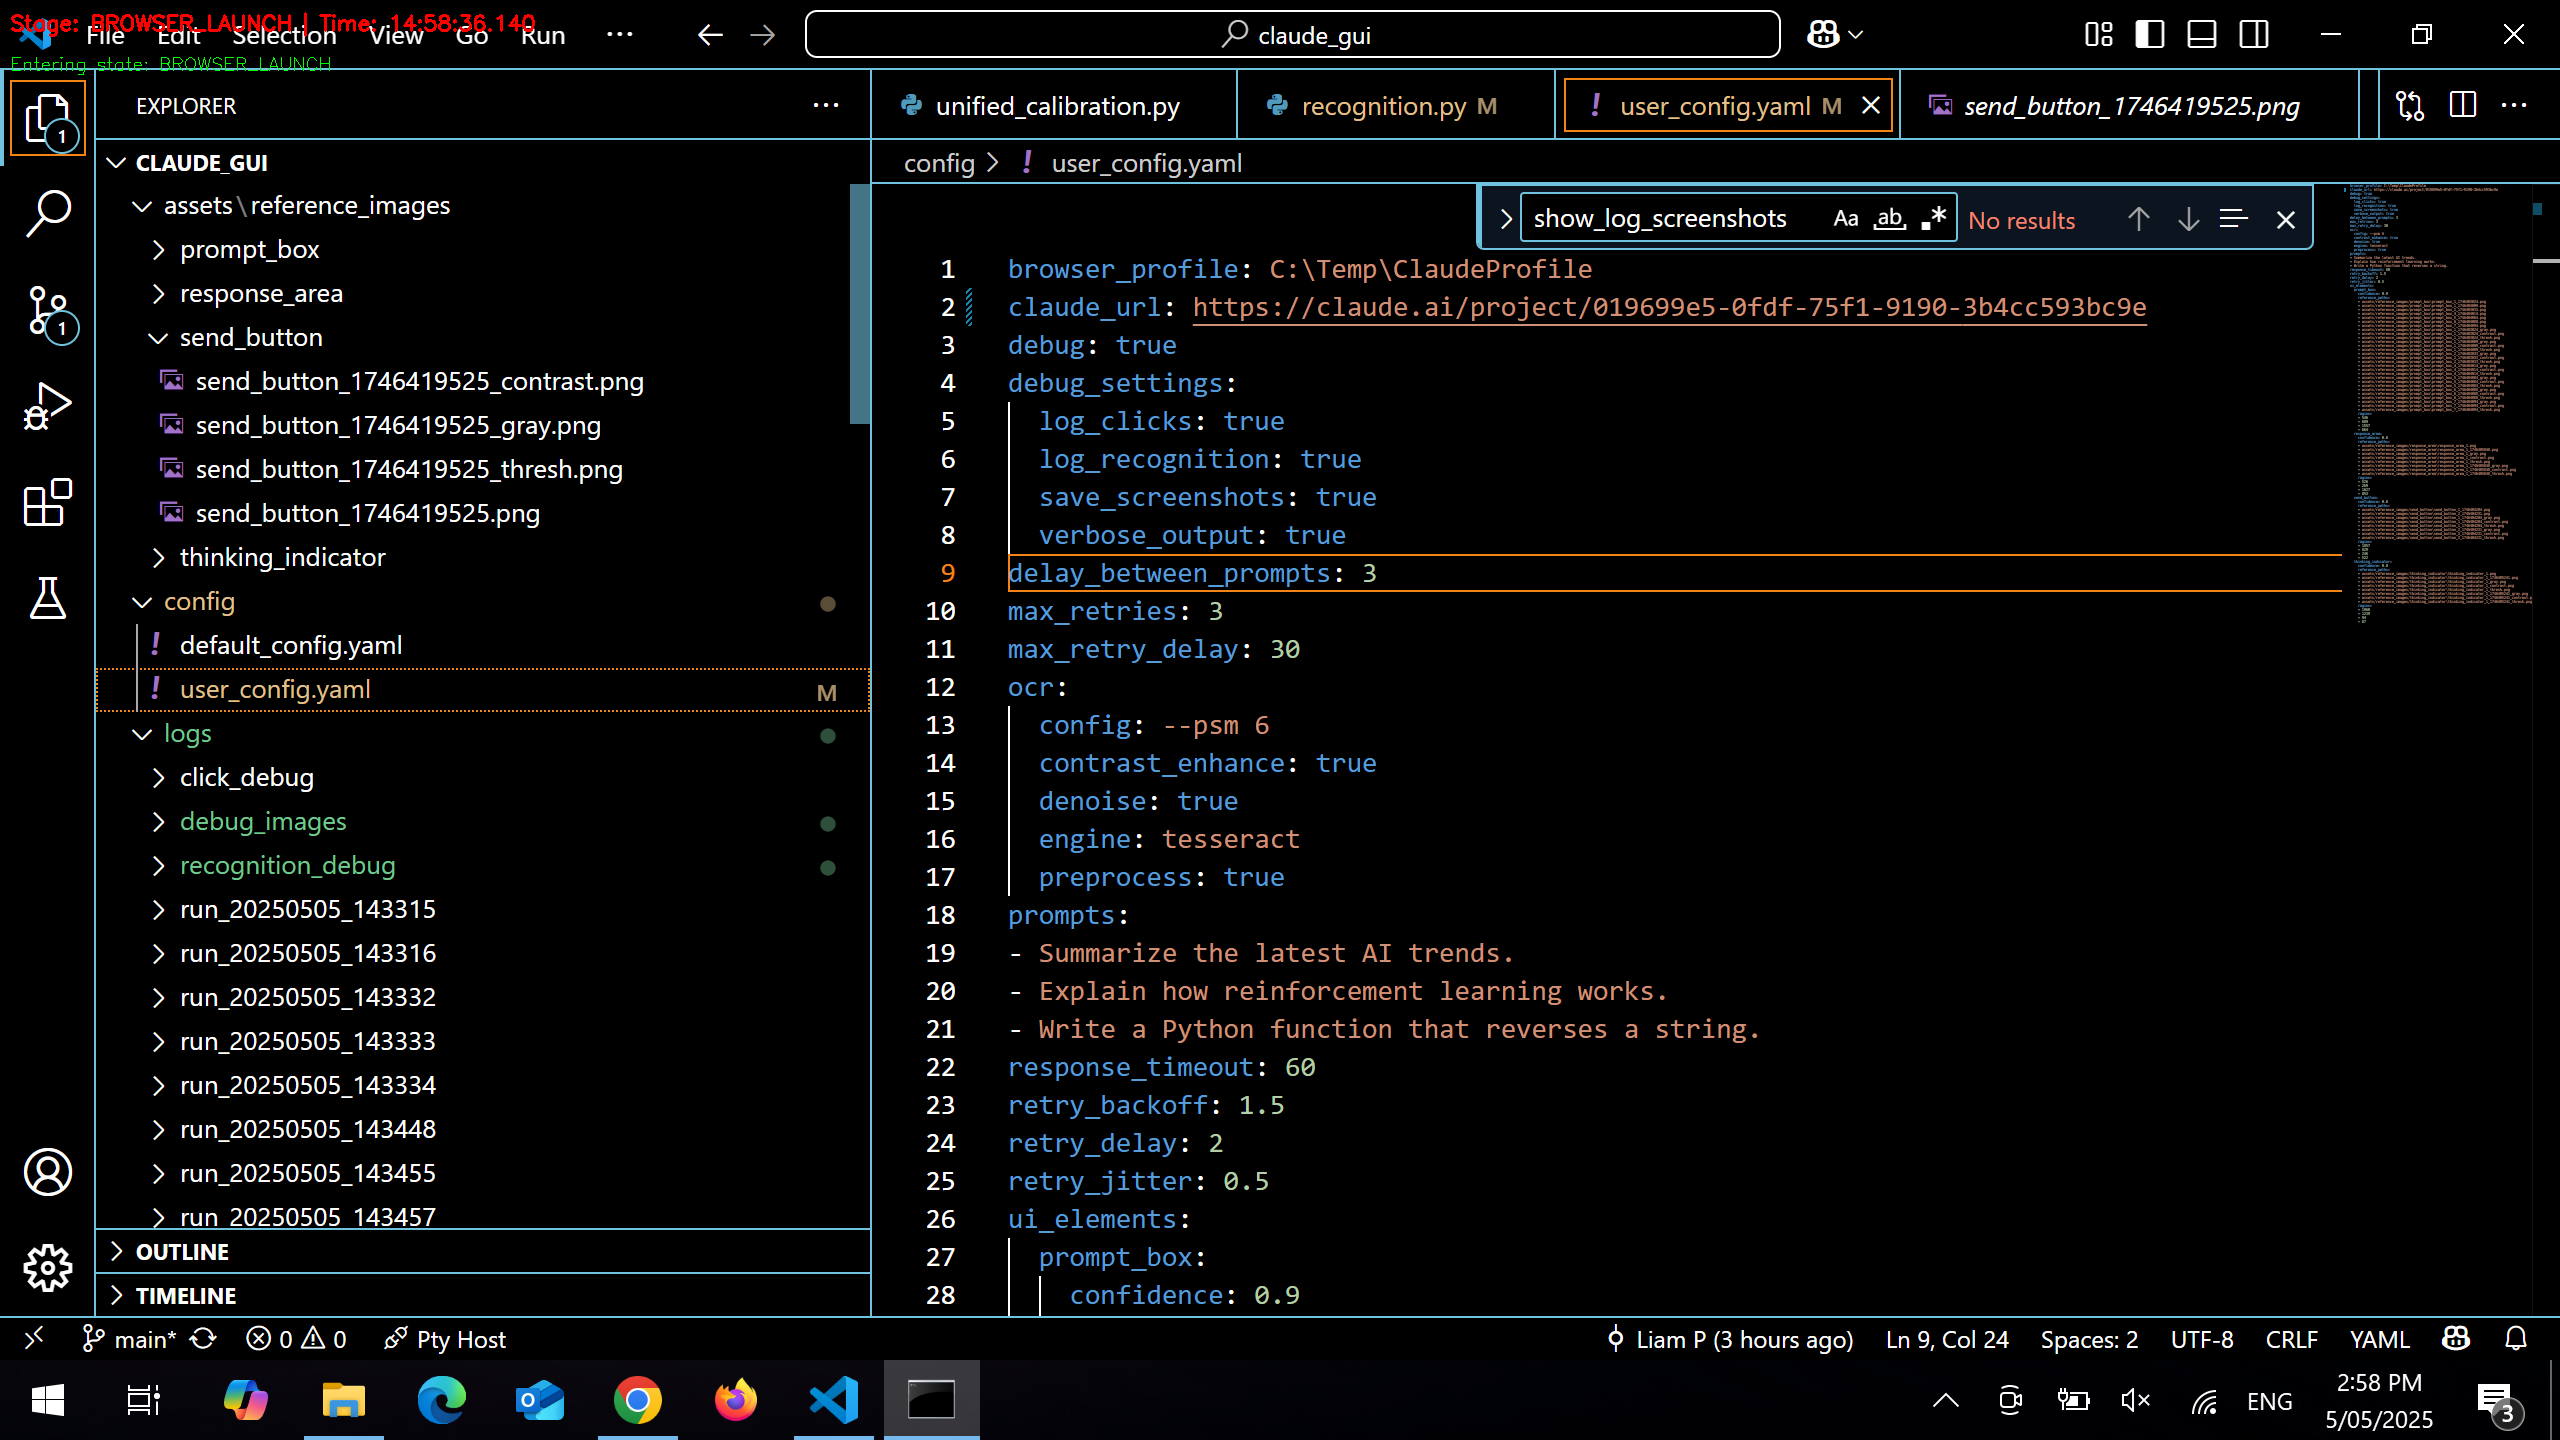 Stage: BROWSER_LAUNCH | Time: 14:58:36.140
Entering state: BROWSER_LAUNCH
File Edit Selection View Go Run ...
claude_gui
EXPLORER
1
1
CLAUDE_GUI
assets\reference_images
prompt_box
response_area
send_button
send_button_1746419525_contrast.png
send_button_1746419525_gray.png
send_button_1746419525_thresh.png
send_button_1746419525.png
thinking_indicator
config
default_config.yaml
user_config.yaml M
logs
click_debug
debug_images
recognition_debug
run_20250505_143315
run_20250505_143316
run_20250505_143332
run_20250505_143333
run_20250505_143334
run_20250505_143448
run_20250505_143455
run_20250505_143457
OUTLINE
TIMELINE
unified_calibration.py
recognition.py M
! user_config.yaml M
send_button_1746419525.png
config > ! user_config.yaml
show_log_screenshots Aa ab .* No results
1 browser_profile: C:\Temp\ClaudeProfile
2 claude_url: https://claude.ai/project/019699e5-0fdf-75f1-9190-3b4cc593bc9e
3 debug: true
4 debug_settings:
5 log_clicks: true
6 log_recognition: true
7 save_screenshots: true
8 verbose_output: true
9 delay_between_prompts: 3
10 max_retries: 3
11 max_retry_delay: 30
12 ocr:
13 config: --psm 6
14 contrast_enhance: true
15 denoise: true
16 engine: tesseract
17 preprocess: true
18 prompts:
19 - Summarize the latest AI trends.
20 - Explain how reinforcement learning works.
21 - Write a Python function that reverses a string.
22 response_timeout: 60
23 retry_backoff: 1.5
24 retry_delay: 2
25 retry_jitter: 0.5
26 ui_elements:
27 prompt_box:
28 confidence: 0.9
main* 0 0 Pty Host
Liam P (3 hours ago) Ln 9, Col 24 Spaces: 2 UTF-8 CRLF YAML
ENG
2:58 PM
5/05/2025
3